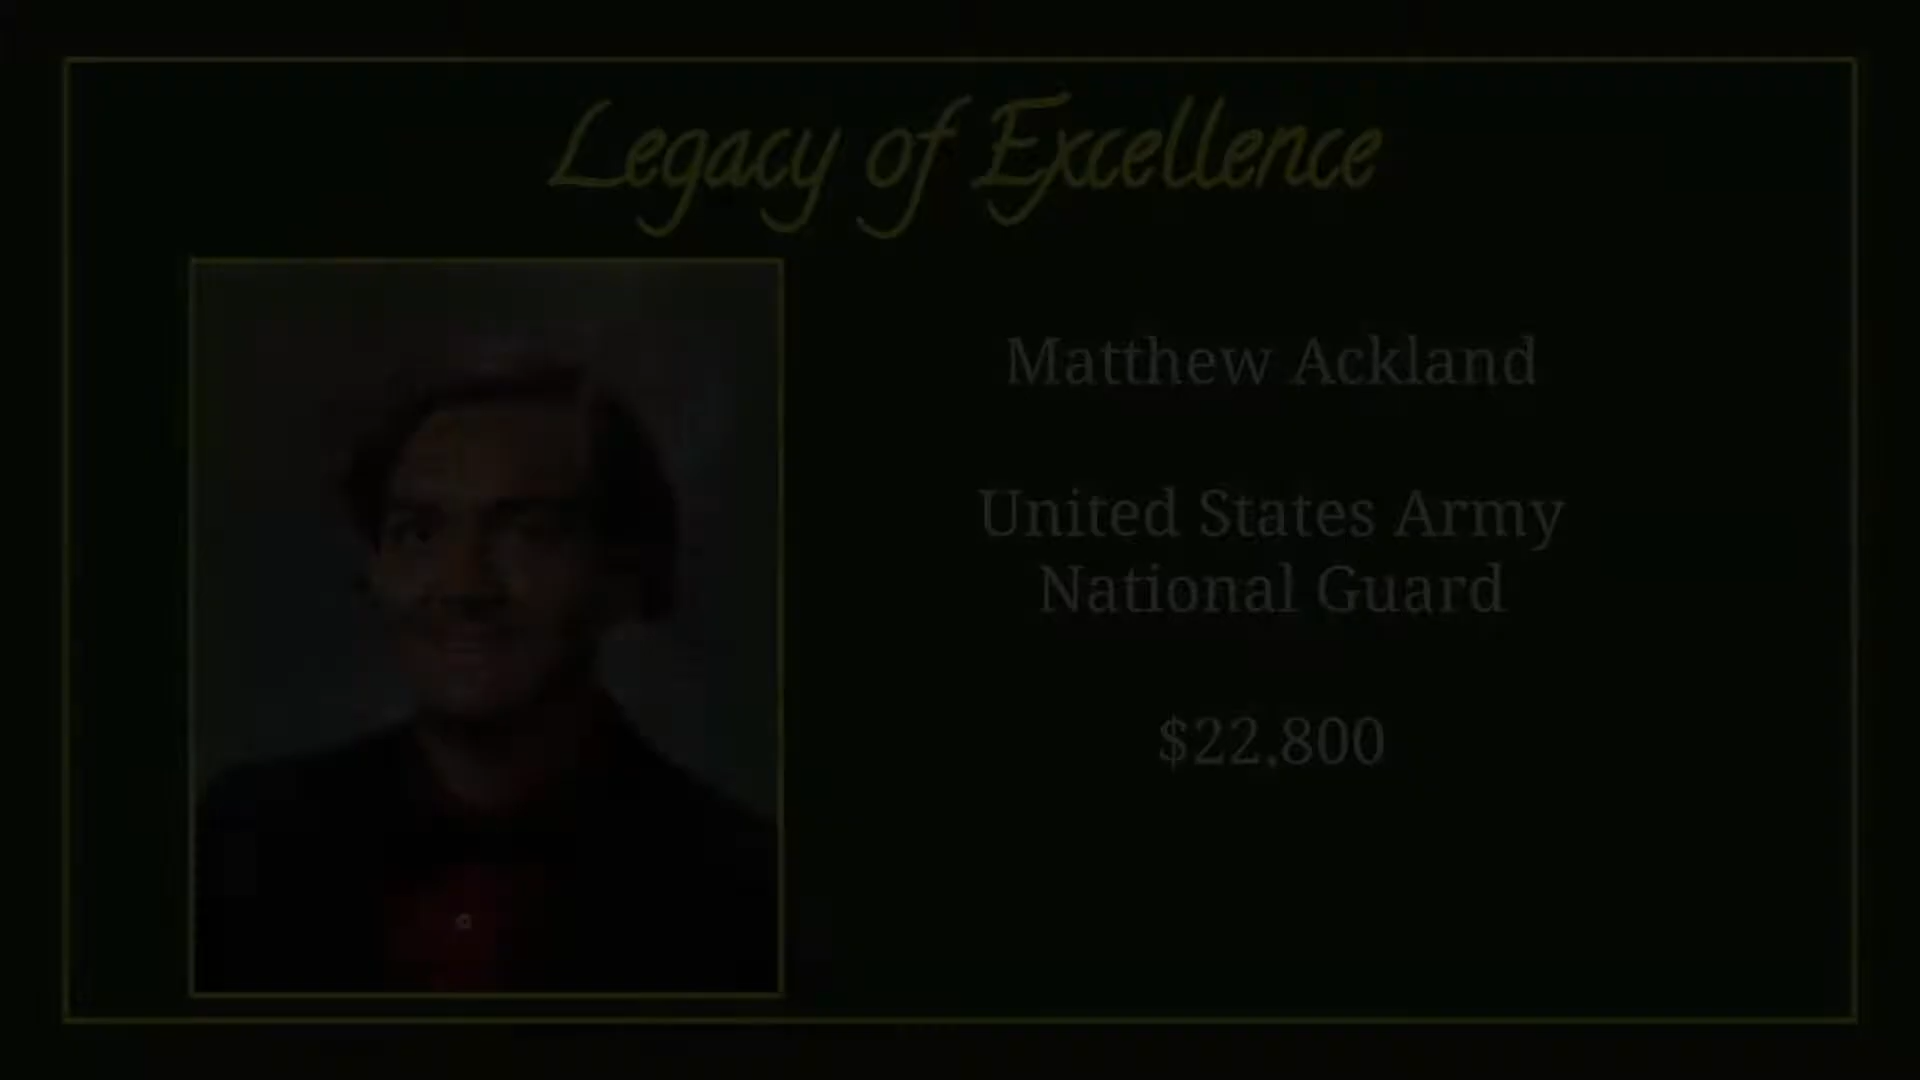 Legacy of Excellence
Matthew Ackland
United States Army
National Guard
$22,800